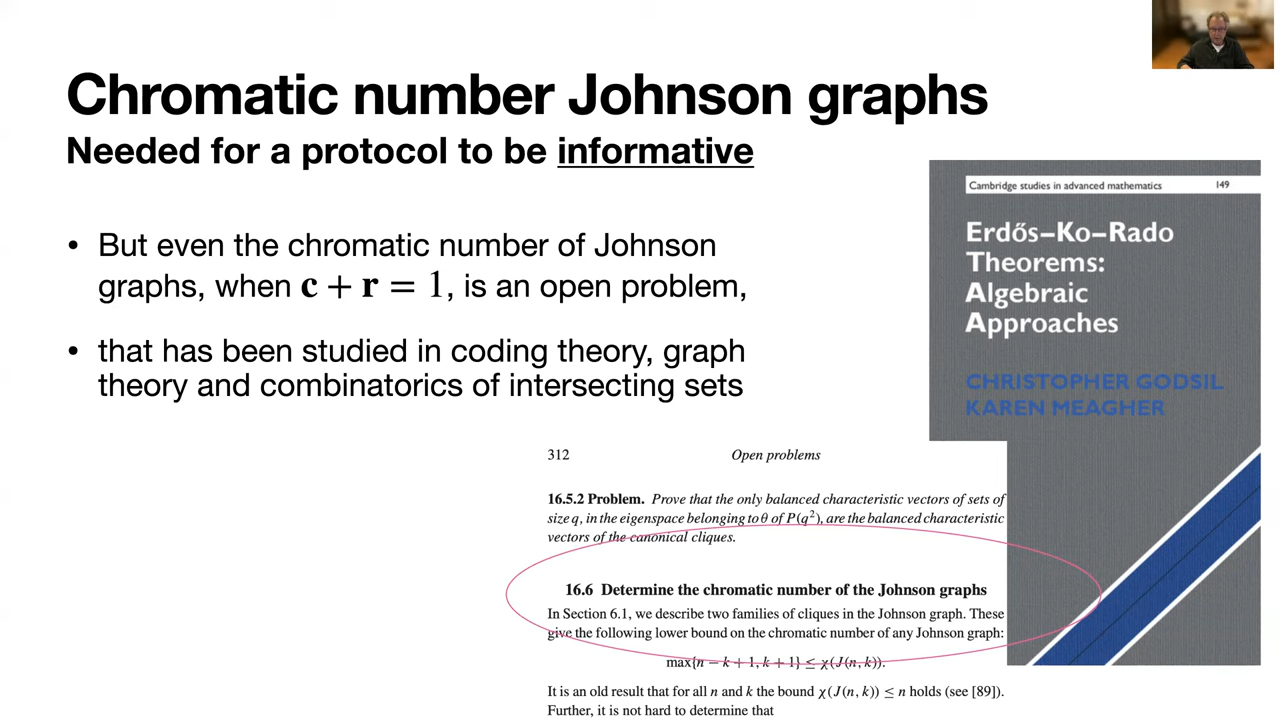 Chromatic number Johnson graphs
Needed for a protocol to be informative
• But even the chromatic number of Johnson
graphs, when c + r = 1, is an open problem,
• that has been studied in coding theory, graph
theory and combinatorics of intersecting sets
Cambridge studies in advanced mathematics 149
Erdős–Ko–Rado
Theorems:
Algebraic
Approaches
CHRISTOPHER GODSIL
KAREN MEAGHER
312 Open problems
16.5.2 Problem. Prove that the only balanced characteristic vectors of sets of
size q, in the eigenspace belonging to θ of P(q²), are the balanced characteristic
vectors of the canonical cliques.
16.6 Determine the chromatic number of the Johnson graphs
In Section 6.1, we describe two families of cliques in the Johnson graph. These
give the following lower bound on the chromatic number of any Johnson graph:
max{n − k + 1, k + 1} ≤ χ(J(n, k)).
It is an old result that for all n and k the bound χ(J(n, k)) ≤ n holds (see [89]).
Further, it is not hard to determine that